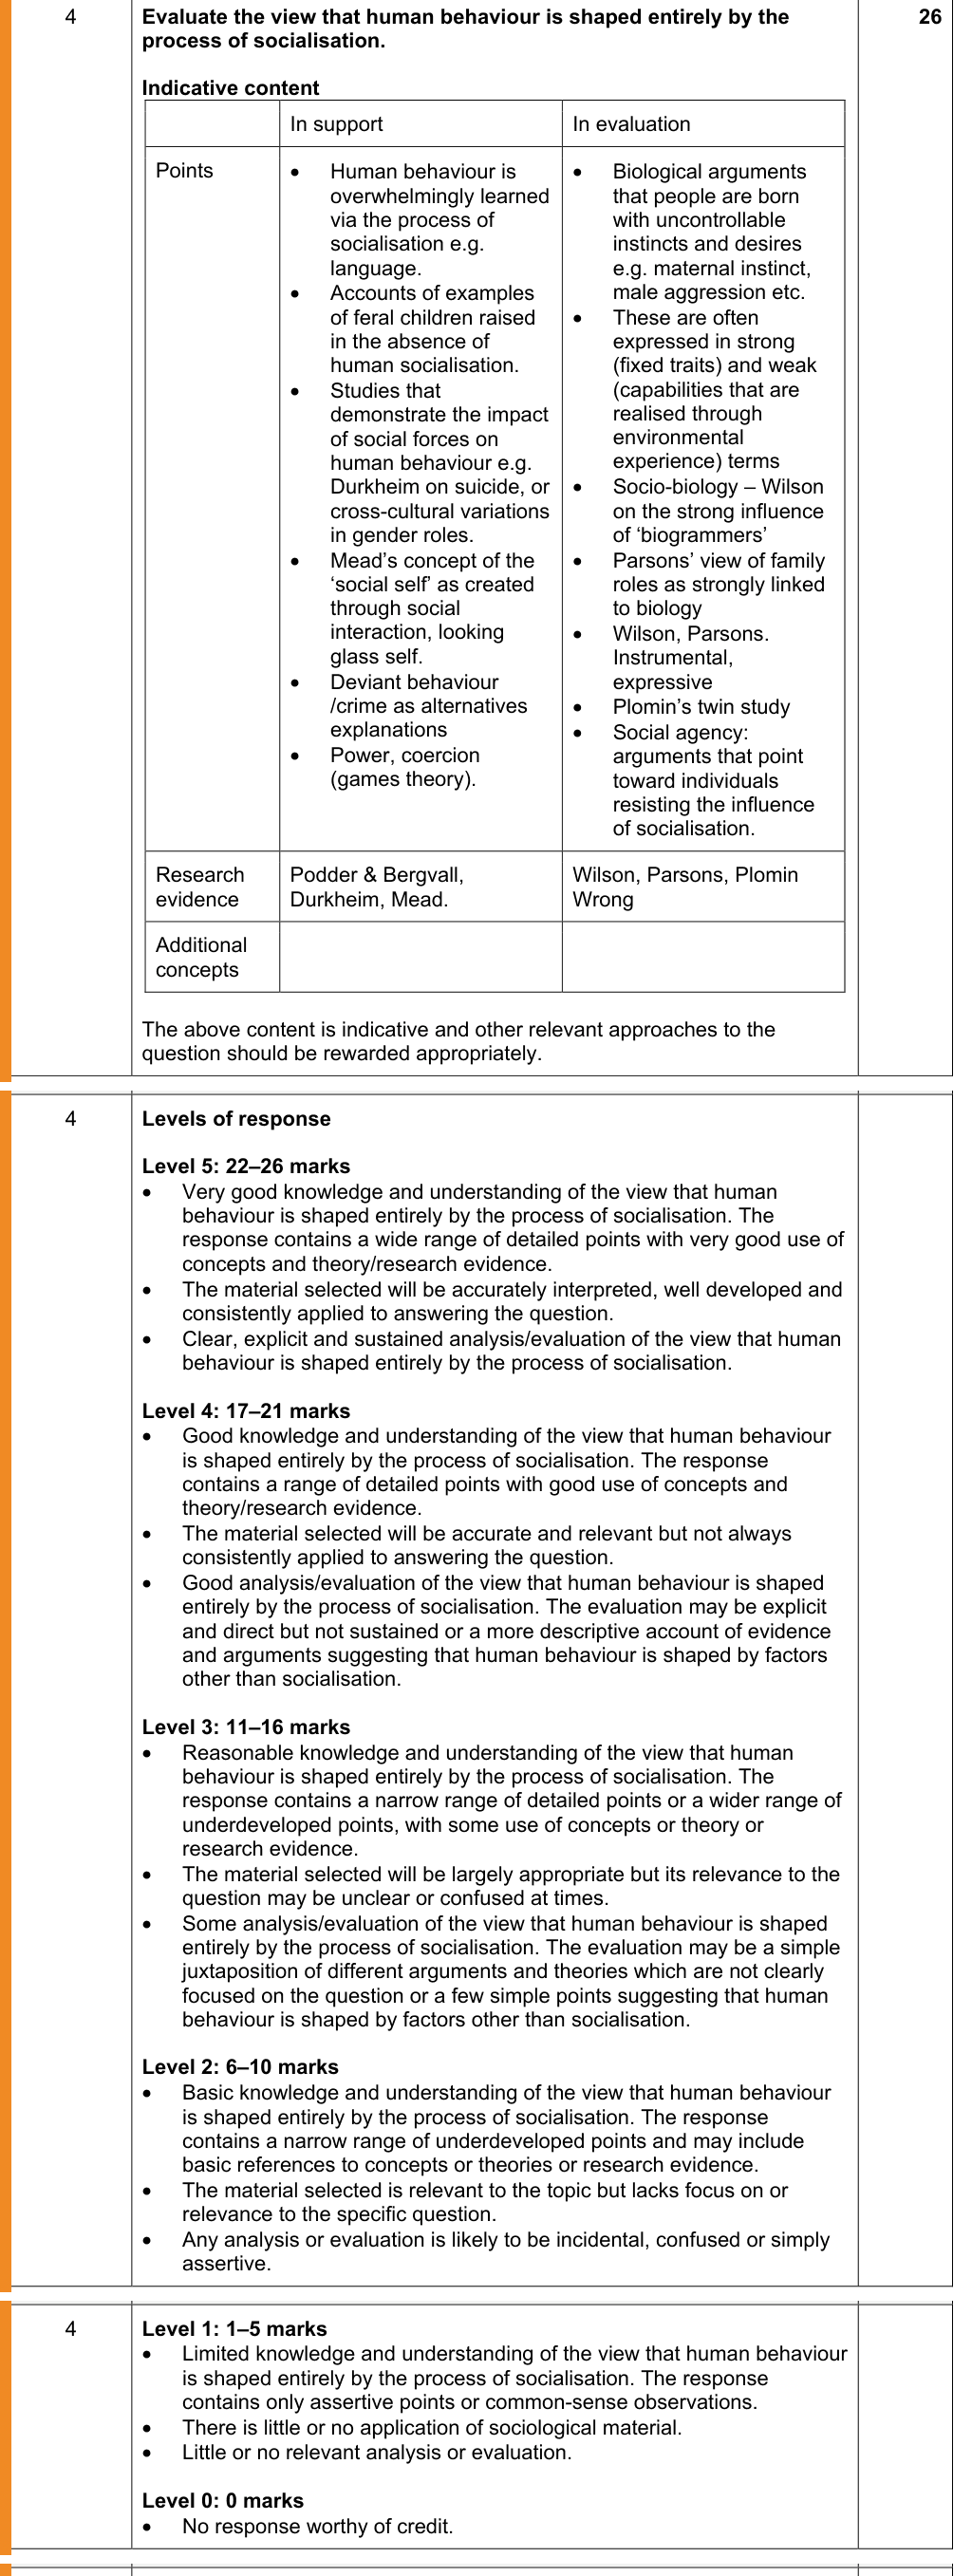 4
Evaluate the view that human behaviour is shaped entirely by the
process of socialisation.
26
Indicative content
In support
In evaluation
Points
• Human behaviour is
overwhelmingly learned
via the process of
socialisation e.g.
language.
• Accounts of examples
of feral children raised
in the absence of
human socialisation.
• Studies that
demonstrate the impact
of social forces on
human behaviour e.g.
Durkheim on suicide, or
cross-cultural variations
in gender roles.
• Mead’s concept of the
‘social self’ as created
through social
interaction, looking
glass self.
• Deviant behaviour
/crime as alternatives
explanations
• Power, coercion
(games theory).
• Biological arguments
that people are born
with uncontrollable
instincts and desires
e.g. maternal instinct,
male aggression etc.
• These are often
expressed in strong
(fixed traits) and weak
(capabilities that are
realised through
environmental
experience) terms
• Socio-biology – Wilson
on the strong influence
of ‘biogrammers’
• Parsons’ view of family
roles as strongly linked
to biology
• Wilson, Parsons.
Instrumental,
expressive
• Plomin’s twin study
• Social agency:
arguments that point
toward individuals
resisting the influence
of socialisation.
Research
evidence
Podder & Bergvall,
Durkheim, Mead.
Wilson, Parsons, Plomin
Wrong
Additional
concepts
The above content is indicative and other relevant approaches to the
question should be rewarded appropriately.
4
Levels of response
Level 5: 22–26 marks
• Very good knowledge and understanding of the view that human
behaviour is shaped entirely by the process of socialisation. The
response contains a wide range of detailed points with very good use of
concepts and theory/research evidence.
• The material selected will be accurately interpreted, well developed and
consistently applied to answering the question.
• Clear, explicit and sustained analysis/evaluation of the view that human
behaviour is shaped entirely by the process of socialisation.
Level 4: 17–21 marks
• Good knowledge and understanding of the view that human behaviour
is shaped entirely by the process of socialisation. The response
contains a range of detailed points with good use of concepts and
theory/research evidence.
• The material selected will be accurate and relevant but not always
consistently applied to answering the question.
• Good analysis/evaluation of the view that human behaviour is shaped
entirely by the process of socialisation. The evaluation may be explicit
and direct but not sustained or a more descriptive account of evidence
and arguments suggesting that human behaviour is shaped by factors
other than socialisation.
Level 3: 11–16 marks
• Reasonable knowledge and understanding of the view that human
behaviour is shaped entirely by the process of socialisation. The
response contains a narrow range of detailed points or a wider range of
underdeveloped points, with some use of concepts or theory or
research evidence.
• The material selected will be largely appropriate but its relevance to the
question may be unclear or confused at times.
• Some analysis/evaluation of the view that human behaviour is shaped
entirely by the process of socialisation. The evaluation may be a simple
juxtaposition of different arguments and theories which are not clearly
focused on the question or a few simple points suggesting that human
behaviour is shaped by factors other than socialisation.
Level 2: 6–10 marks
• Basic knowledge and understanding of the view that human behaviour
is shaped entirely by the process of socialisation. The response
contains a narrow range of underdeveloped points and may include
basic references to concepts or theories or research evidence.
• The material selected is relevant to the topic but lacks focus on or
relevance to the specific question.
• Any analysis or evaluation is likely to be incidental, confused or simply
assertive.
4
Level 1: 1–5 marks
• Limited knowledge and understanding of the view that human behaviour
is shaped entirely by the process of socialisation. The response
contains only assertive points or common-sense observations.
• There is little or no application of sociological material.
• Little or no relevant analysis or evaluation.
Level 0: 0 marks
• No response worthy of credit.